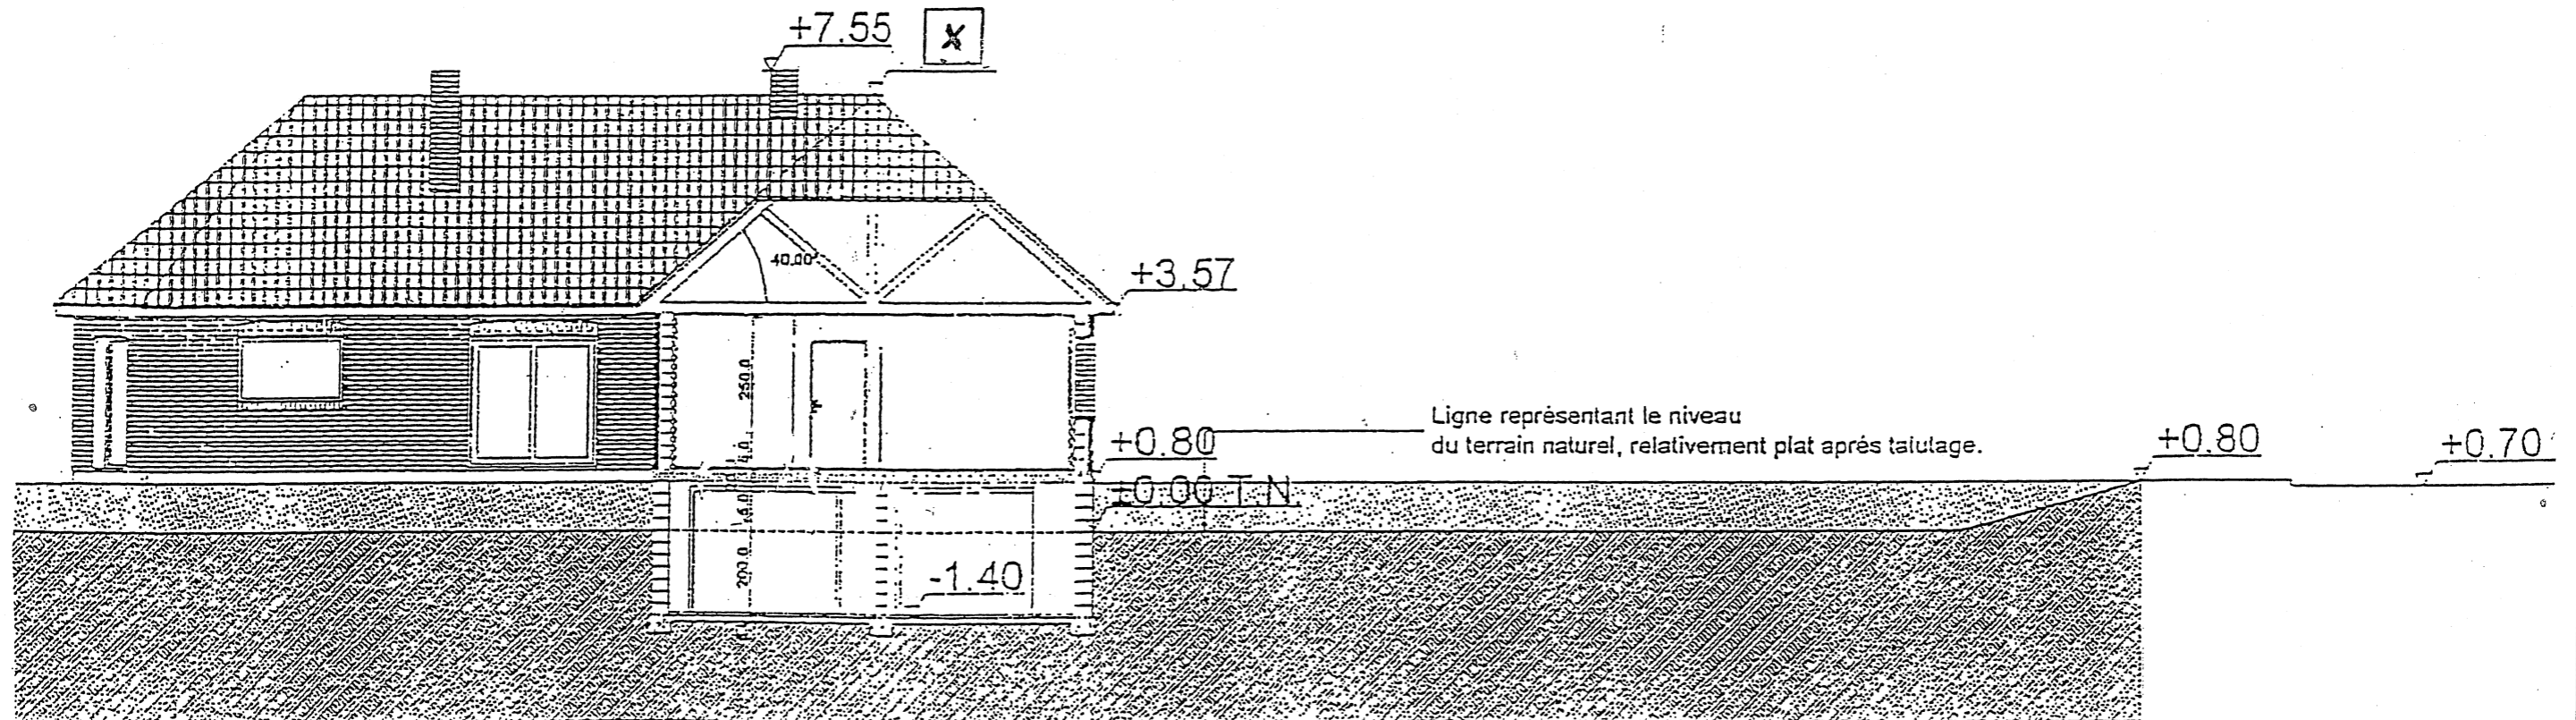 +7.55
X
40.00°
+3.57
250.0
Ligne représentant le niveau
+0.80
du terrain naturel, relativement plat après talutage.
+0.80
+0.70
±0.00 T.N
200.0
-1.40